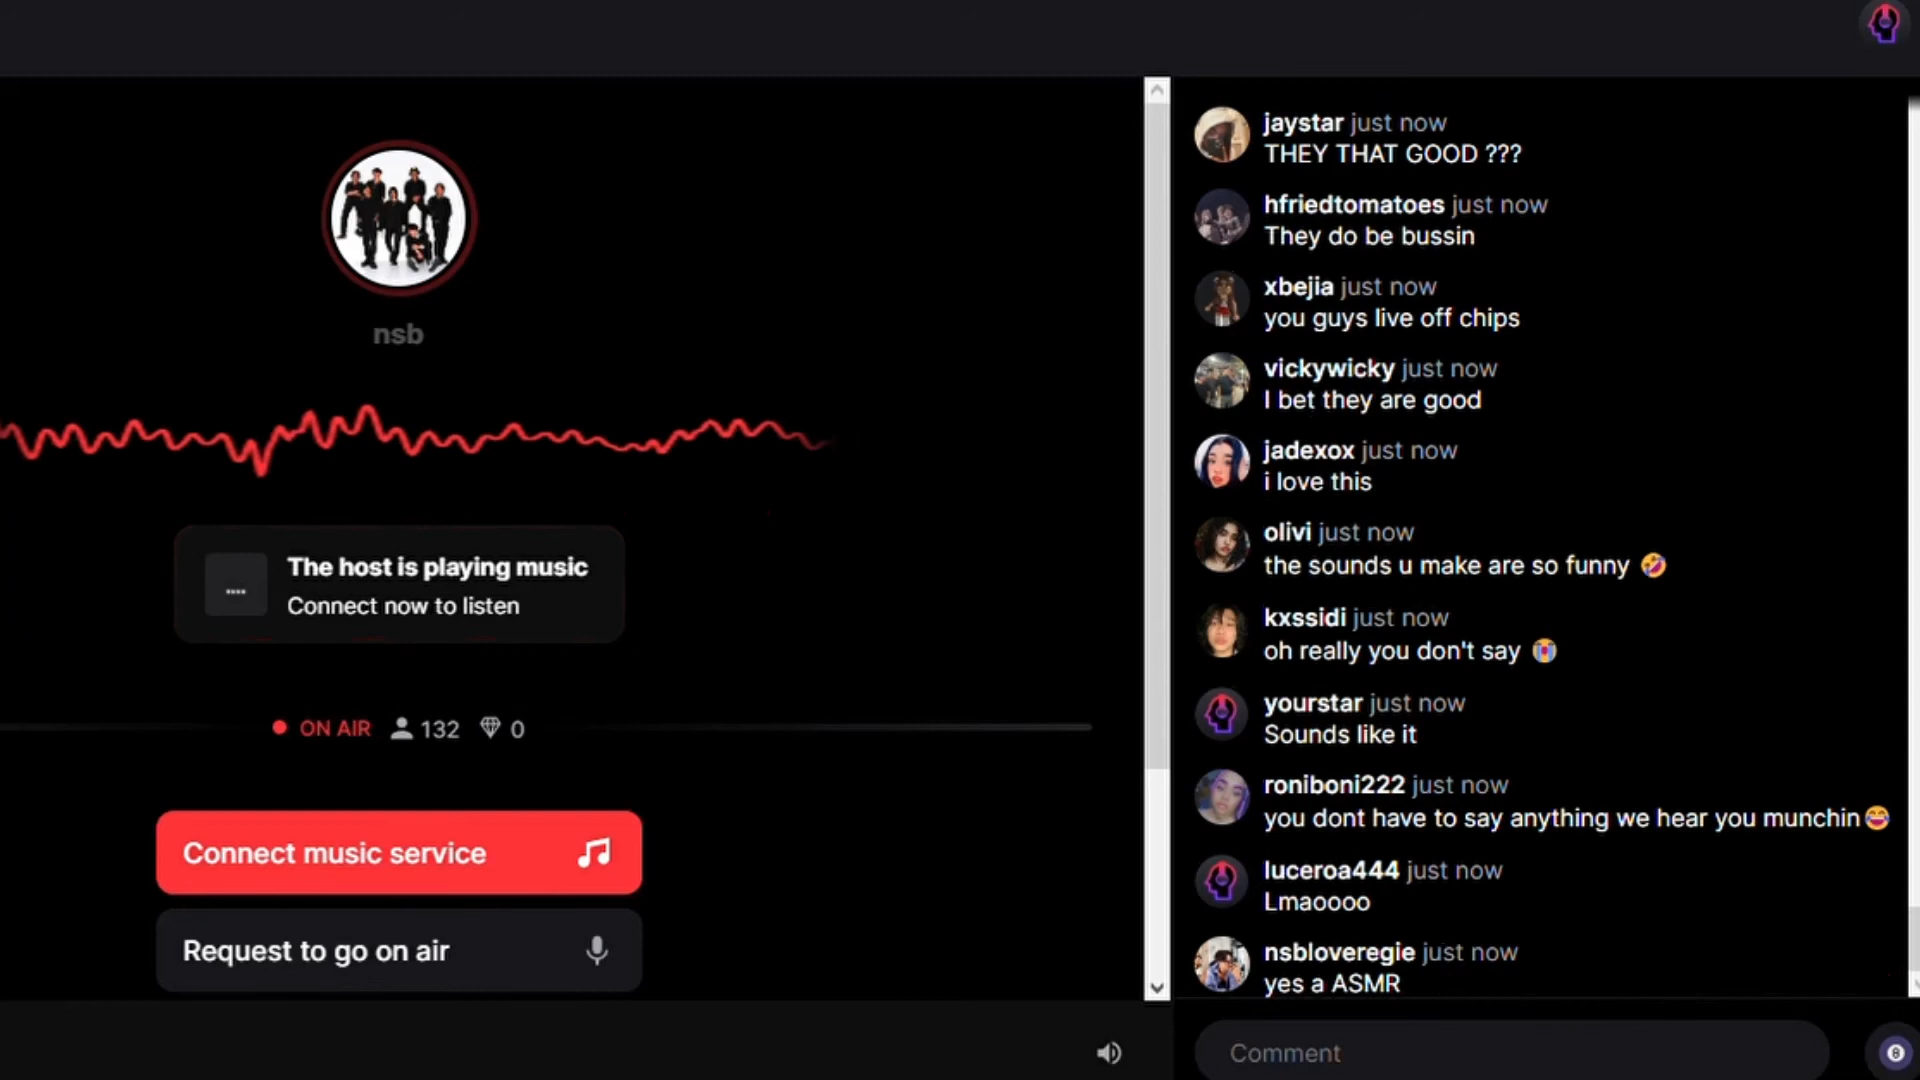 nsb
The host is playing music
Connect now to listen
ON AIR 132 0
Connect music service
Request to go on air
jaystar just now
THEY THAT GOOD ???
hfriedtomatoes just now
They do be bussin
xbejia just now
you guys live off chips
vickywicky just now
I bet they are good
jadexox just now
i love this
olivi just now
the sounds u make are so funny 🤣
kxssidi just now
oh really you don't say 😭
yourstar just now
Sounds like it
roniboni222 just now
you dont have to say anything we hear you munchin😂
luceroa444 just now
Lmaoooo
nsbloveregie just now
yes a ASMR
Comment